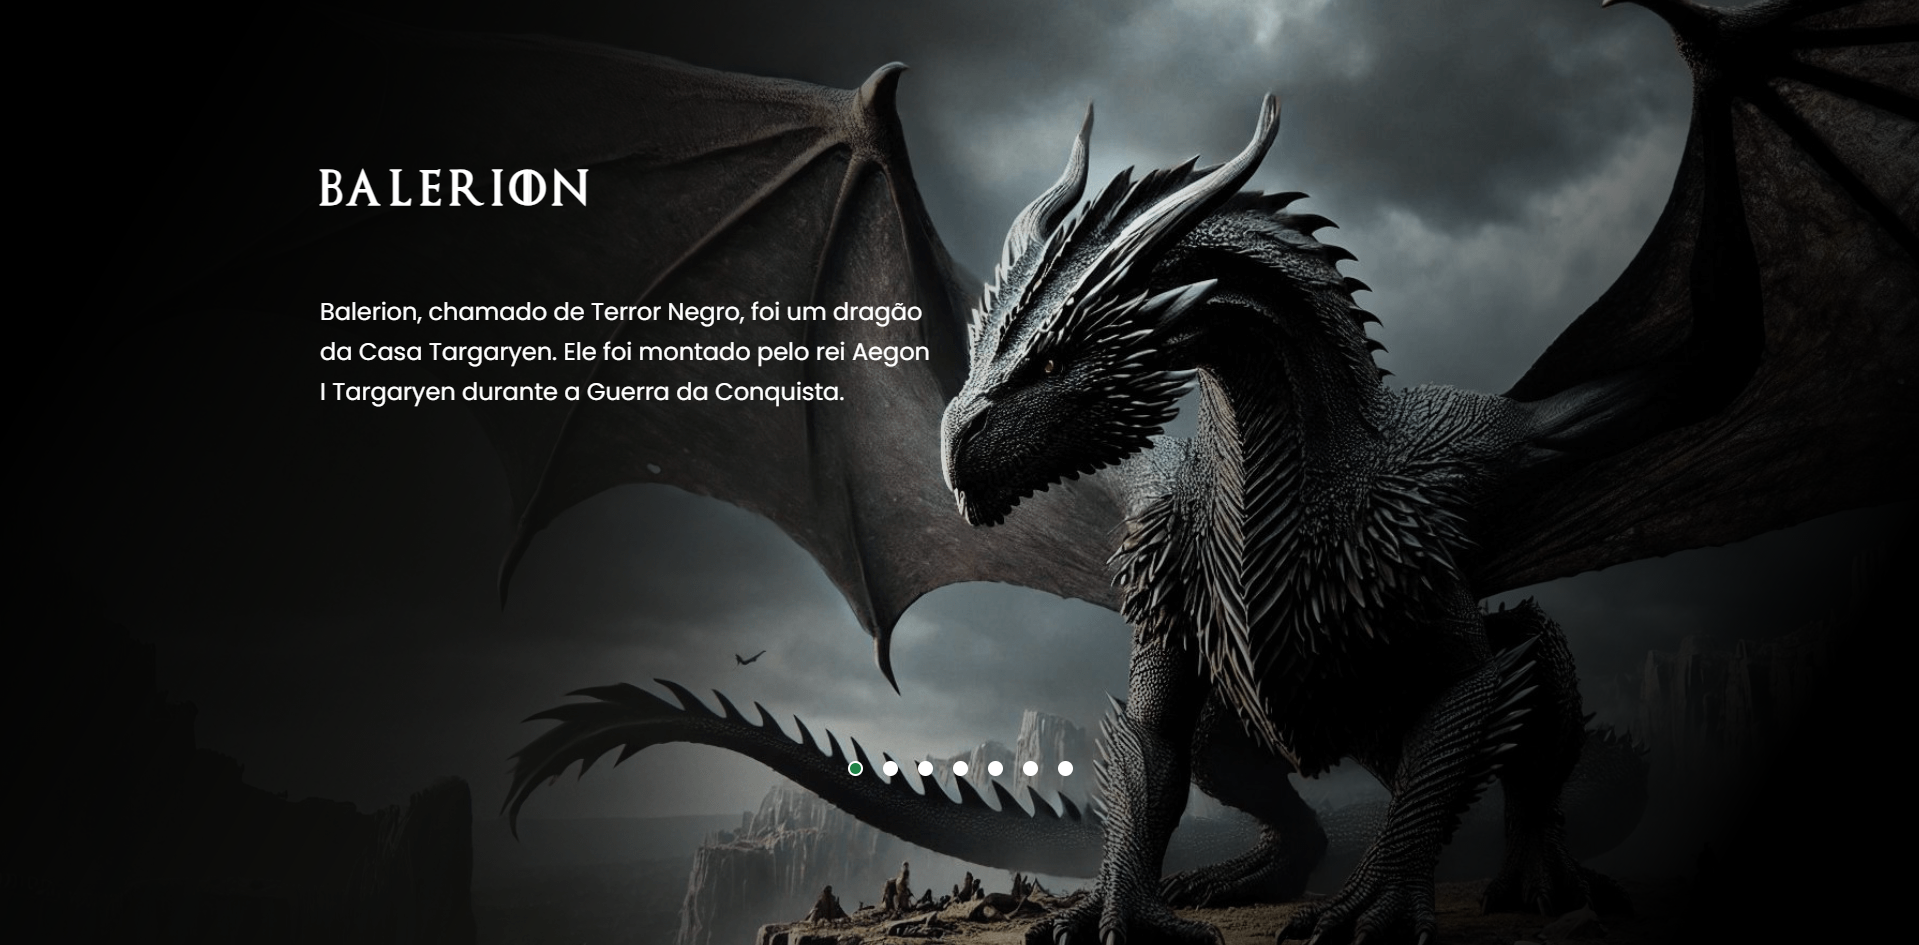 BALERION
Balerion, chamado de Terror Negro, foi um dragão
da Casa Targaryen. Ele foi montado pelo rei Aegon
I Targaryen durante a Guerra da Conquista.